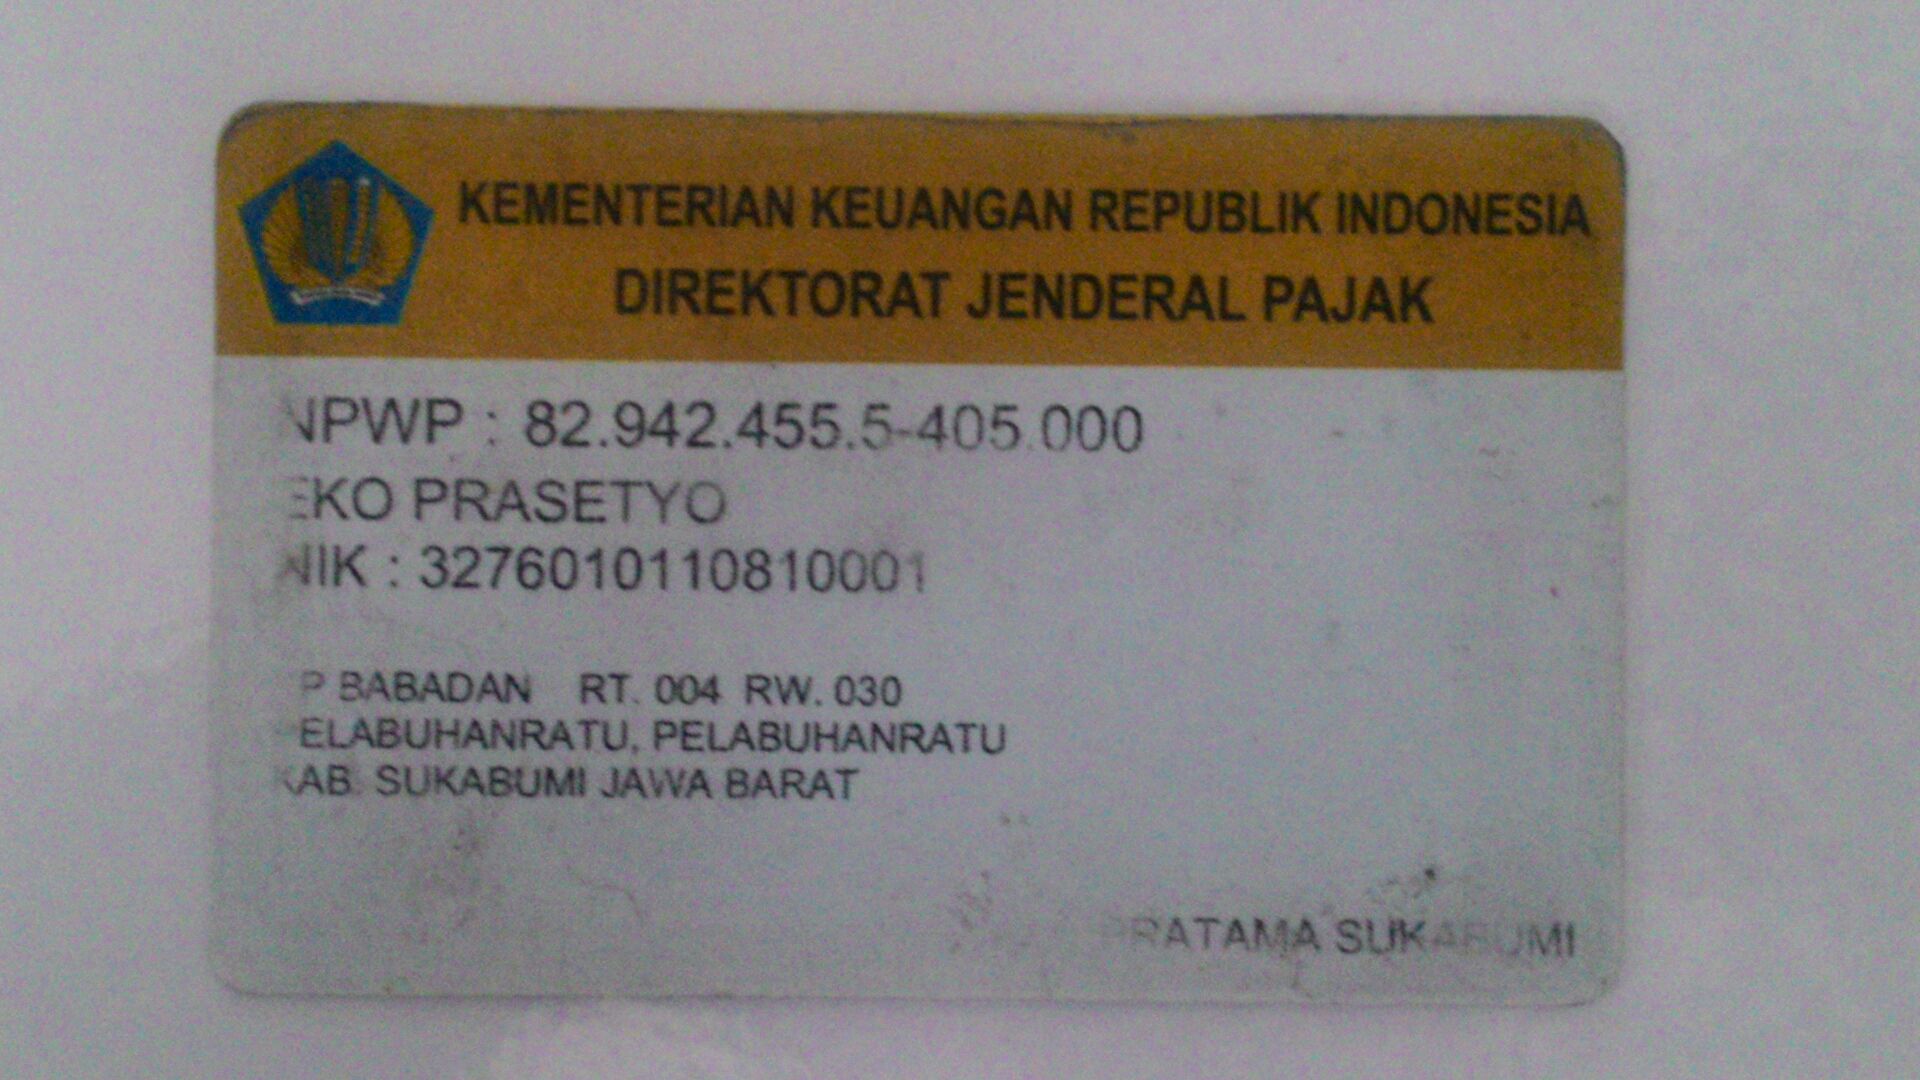 KEMENTERIAN KEUANGAN REPUBLIK INDONESIA
DIREKTORAT JENDERAL PAJAK
NPWP : 82.942.455.5-405.000
EKO PRASETYO
NIK : 3276010110810001
BABADAN RT. 004 RW. 030
PELABUHANRATU, PELABUHANRATU
KAB. SUKABUMI JAWA BARAT
PRATAMA SUKABUMI